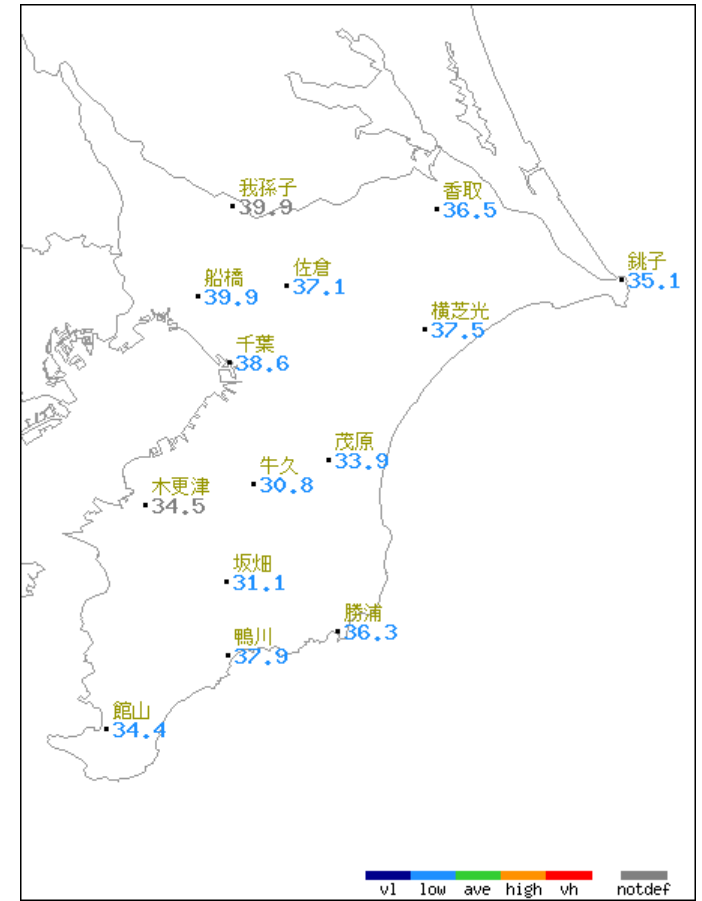 我孫子
39.9
香取
36.5
銚子
35.1
船橋
39.9
佐倉
37.1
横芝光
37.5
千葉
38.6
茂原
33.9
牛久
30.8
木更津
34.5
坂畑
31.1
勝浦
36.3
鴨川
37.9
館山
34.4
vl low ave high vh notdef